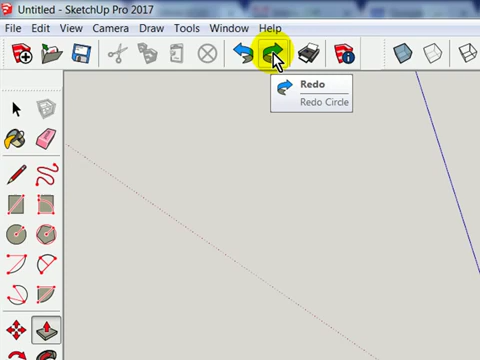 Untitled - SketchUp Pro 2017
File Edit View Camera Draw Tools Window Help
Redo
Redo Circle